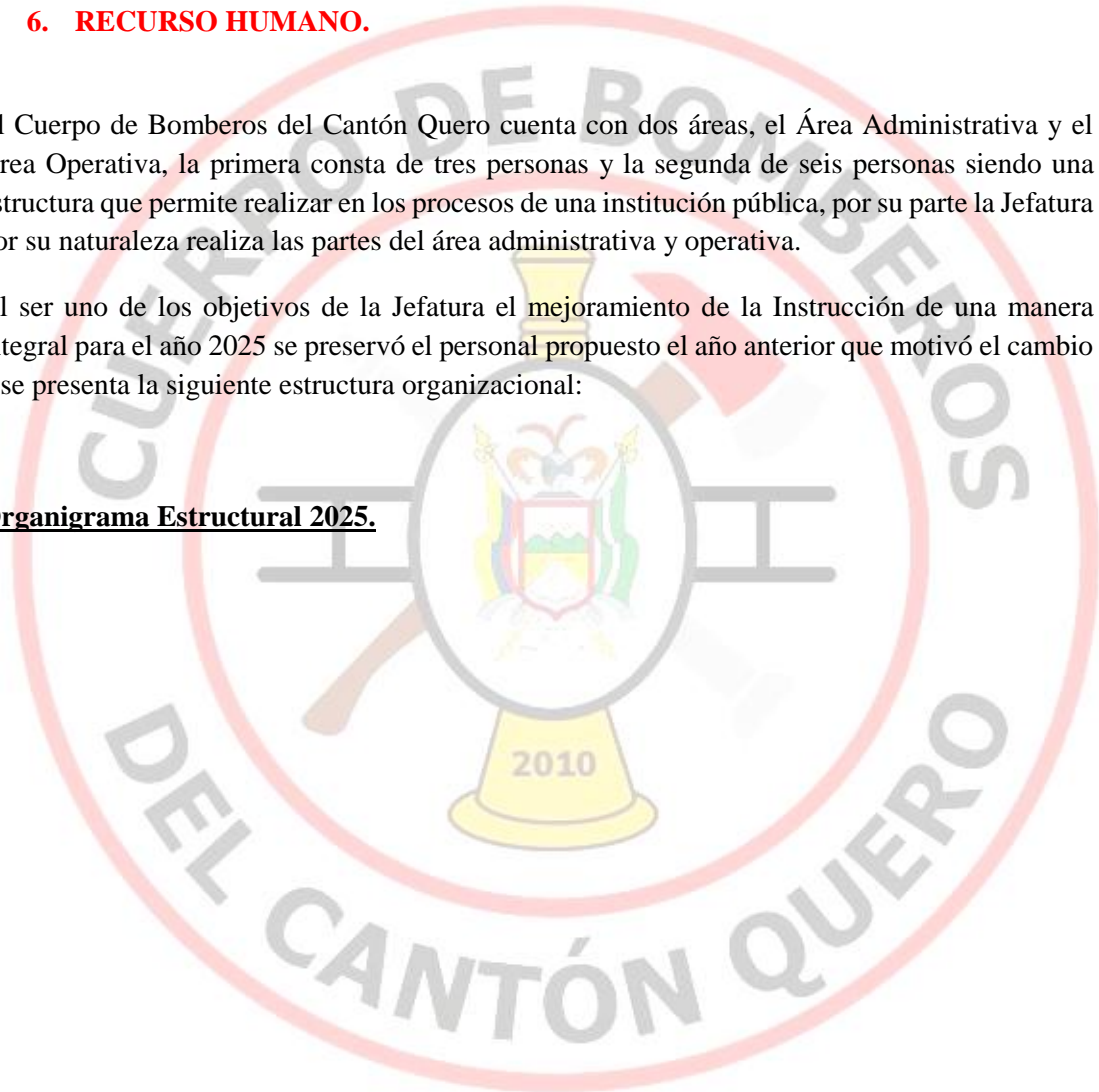 6. RECURSO HUMANO.
l Cuerpo de Bomberos del Cantón Quero cuenta con dos áreas, el Área Administrativa y el
rea Operativa, la primera consta de tres personas y la segunda de seis personas siendo una
structura que permite realizar en los procesos de una institución pública, por su parte la Jefatura
or su naturaleza realiza las partes del área administrativa y operativa.
l ser uno de los objetivos de la Jefatura el mejoramiento de la Instrucción de una manera
ntegral para el año 2025 se preservó el personal propuesto el año anterior que motivó el cambio
se presenta la siguiente estructura organizacional:
rganigrama Estructural 2025.
CUERPO DE BOMBEROS
2010
DEL CANTÓN QUERO